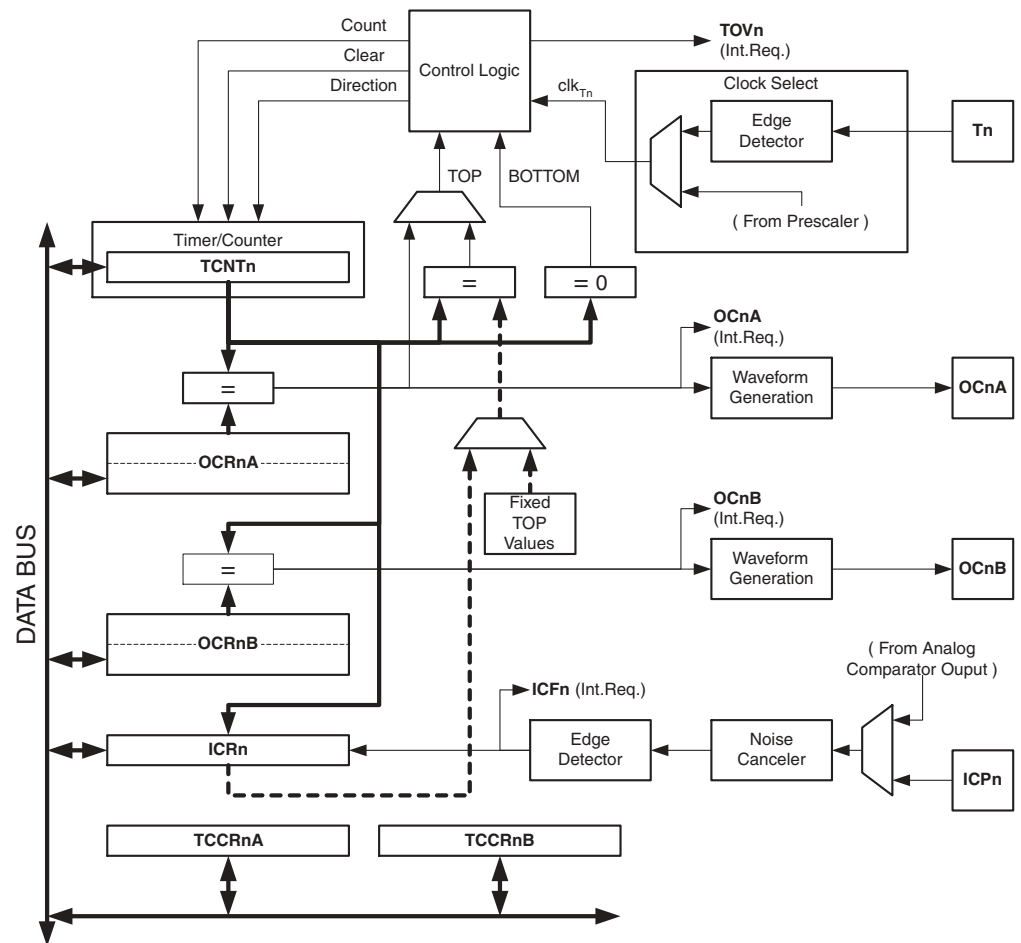 Count
Clear
Direction
Control Logic
TOVn
(Int.Req.)
clkTn
Clock Select
Edge
Detector
Tn
( From Prescaler )
TOP
BOTTOM
Timer/Counter
TCNTn
=
= 0
OCnA
(Int.Req.)
=
Waveform
Generation
OCnA
OCRnA
Fixed
TOP
Values
OCnB
(Int.Req.)
=
Waveform
Generation
OCnB
OCRnB
DATA BUS
( From Analog
Comparator Ouput )
ICFn (Int.Req.)
ICRn
Edge
Detector
Noise
Canceler
ICPn
TCCRnA
TCCRnB